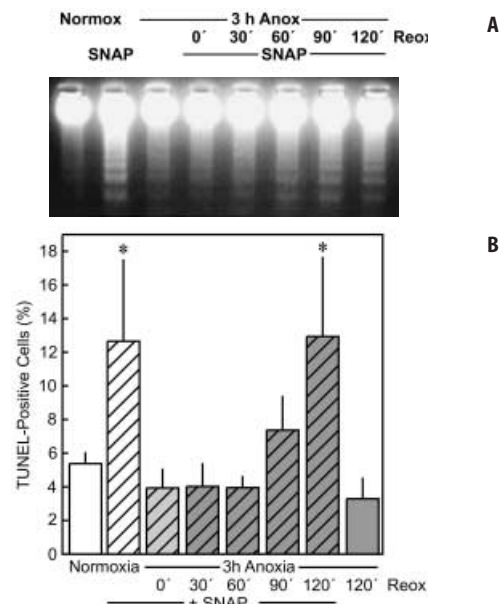 Normox 3 h Anox A
0´ 30´ 60´ 90´ 120´ Reox
SNAP SNAP
B
18
16
14
12
10
8
6
4
2
0
TUNEL-Positive Cells (%)
* *
Normoxia 3h Anoxia
0´ 30´ 60´ 90´ 120´ 120´ Reox
+ SNAP